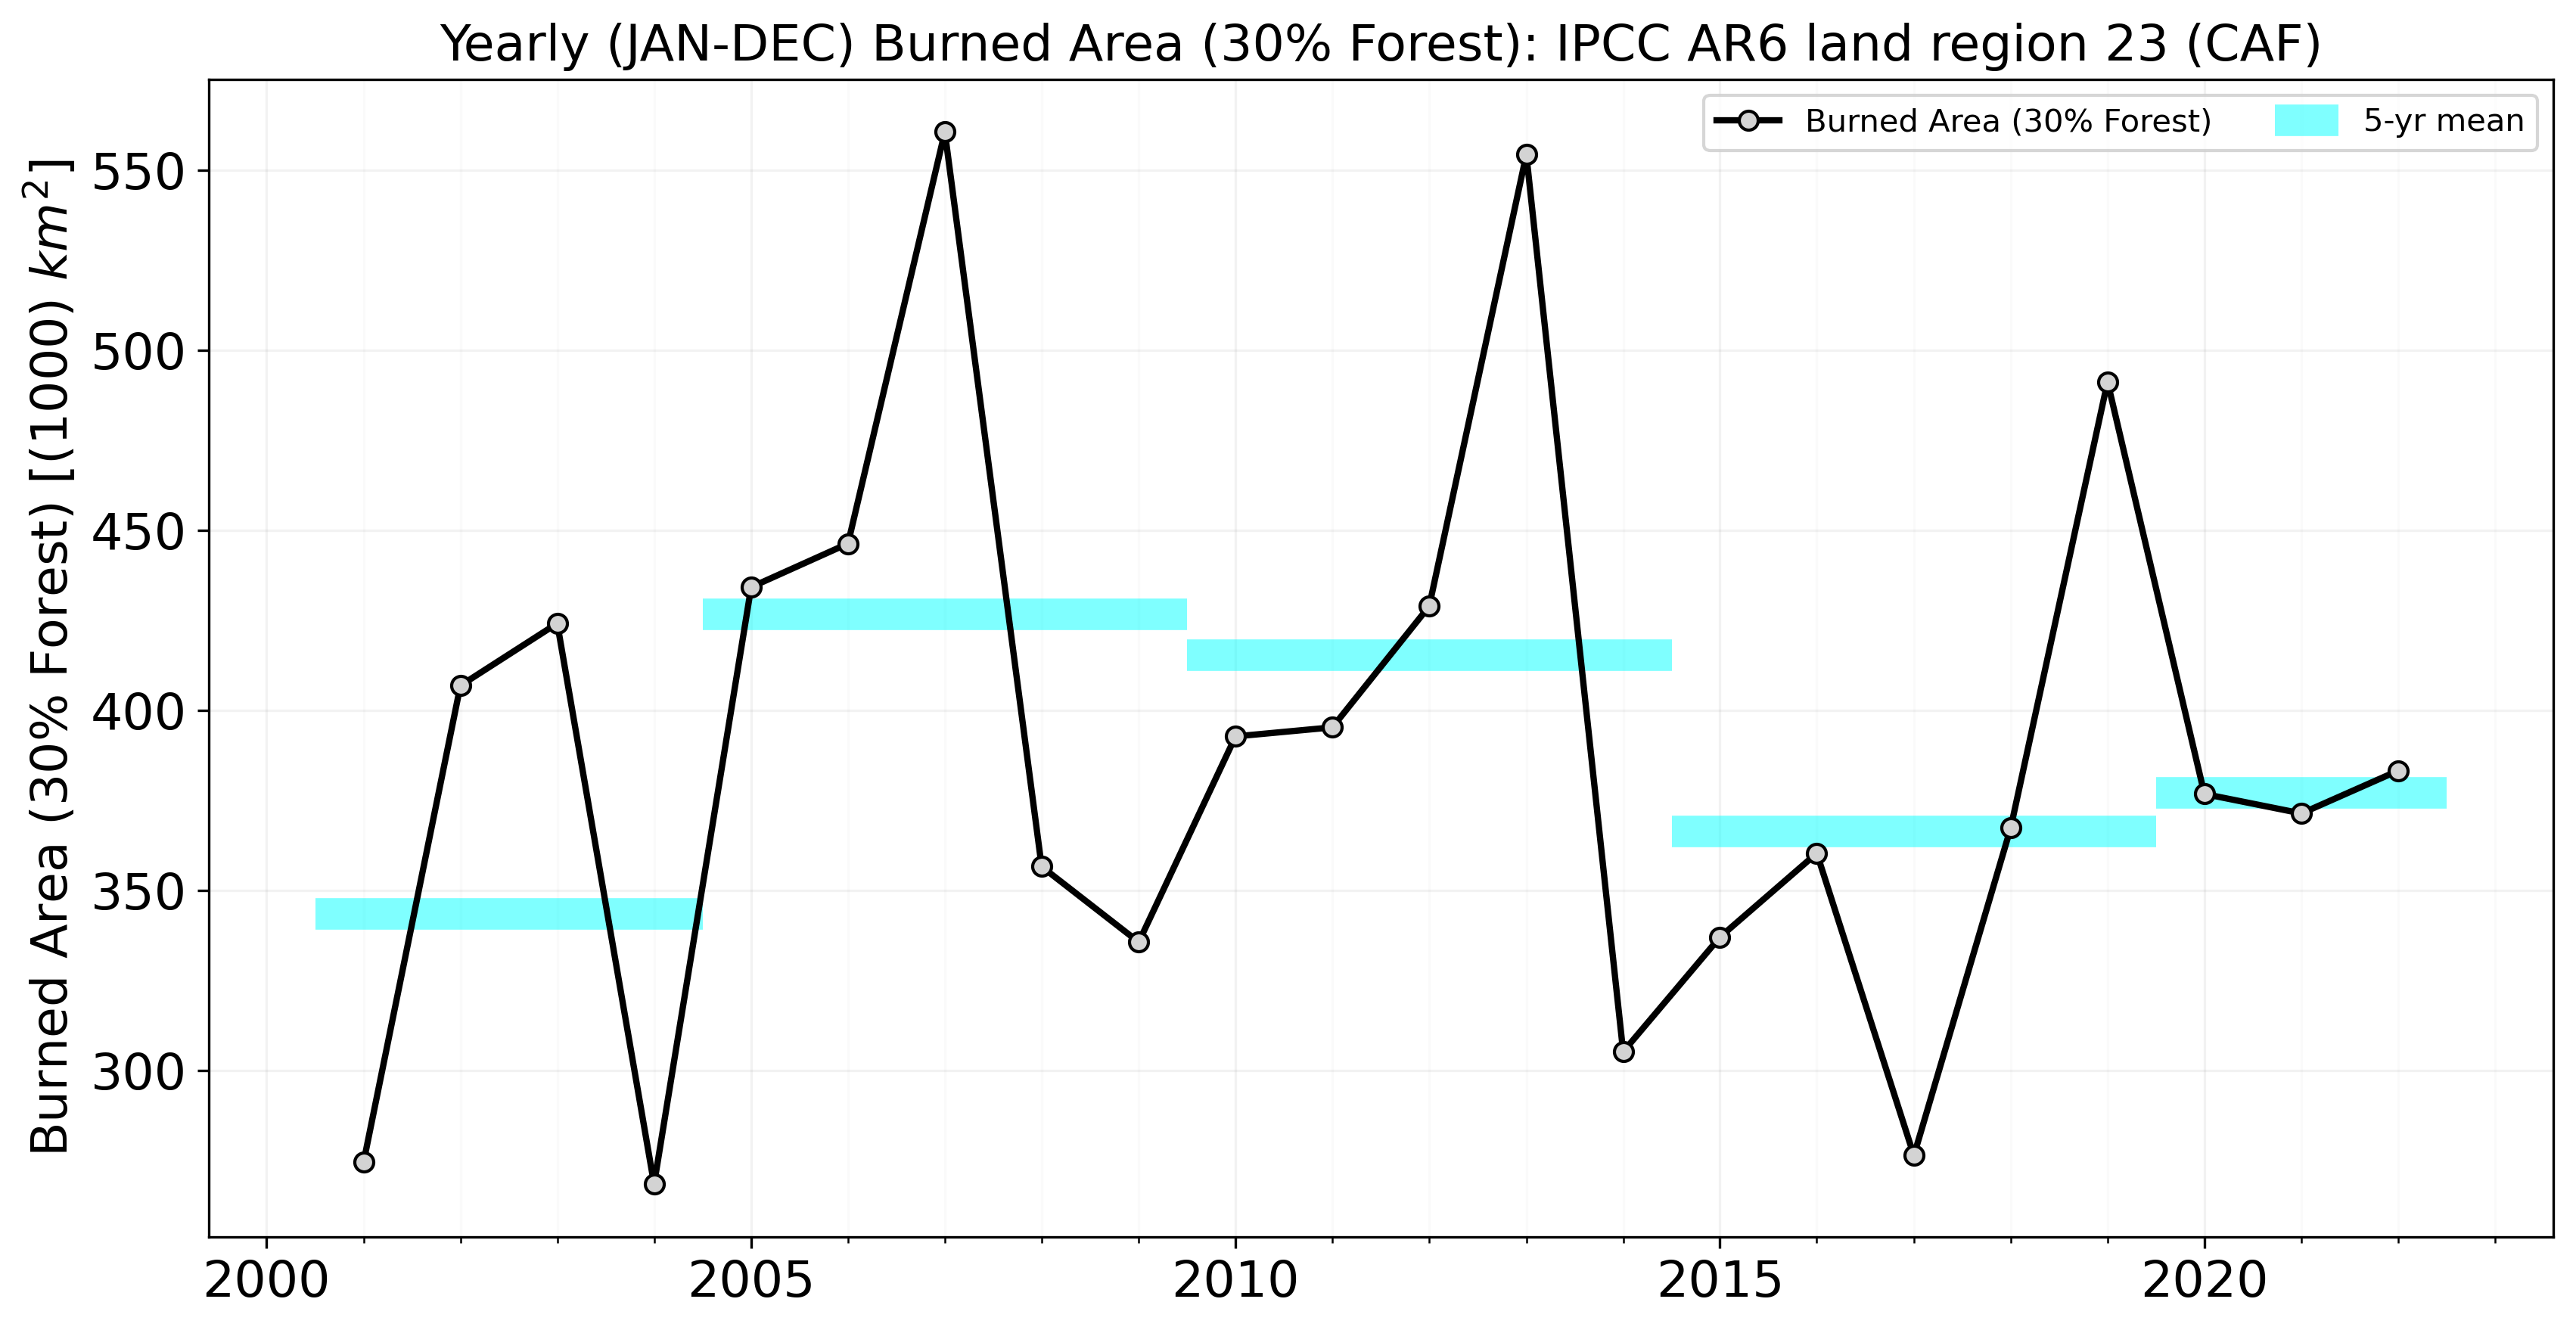 Yearly (JAN-DEC) Burned Area (30% Forest): IPCC AR6 land region 23 (CAF)
Burned Area (30% Forest)
5-yr mean
Burned Area (30% Forest) [(1000) km²]
550
500
450
400
350
300
2000
2005
2010
2015
2020